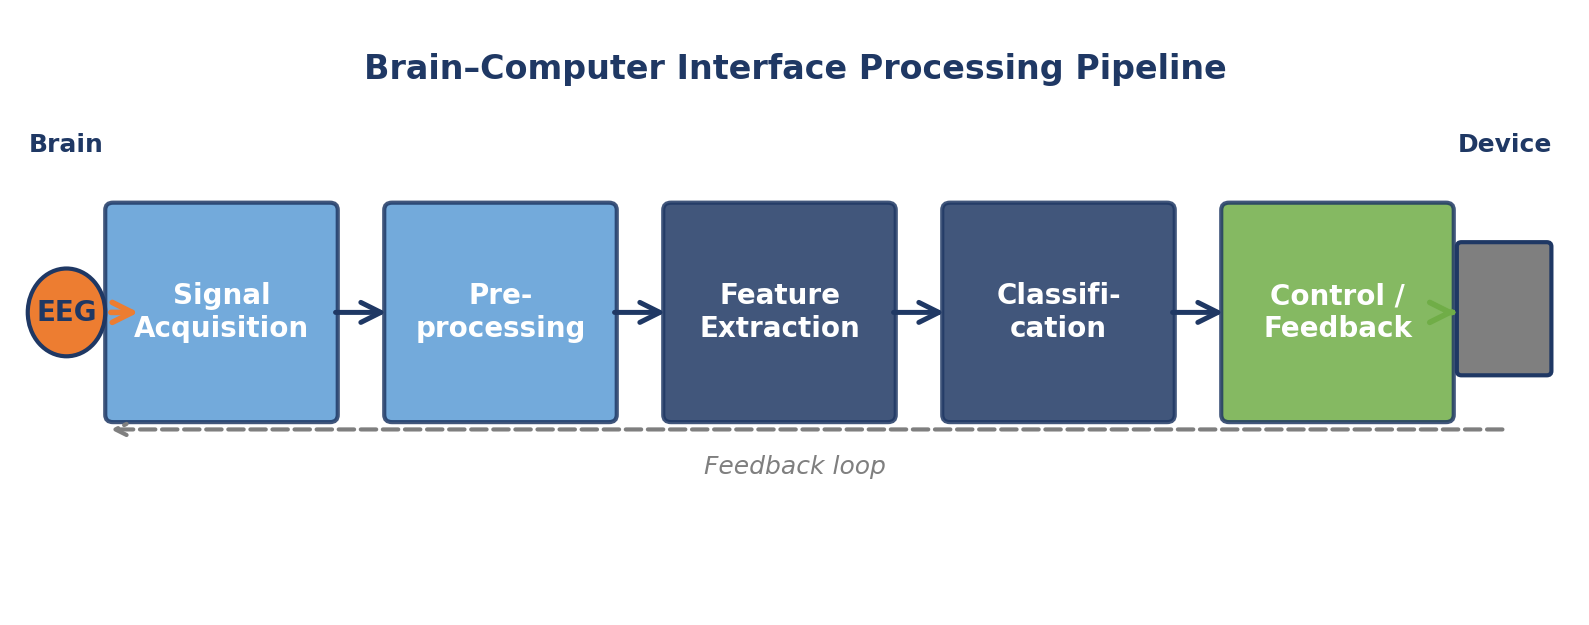 Brain–Computer Interface Processing Pipeline
Brain
Device
EEG
Signal
Acquisition
Pre-
processing
Feature
Extraction
Classifi-
cation
Control /
Feedback
Feedback loop